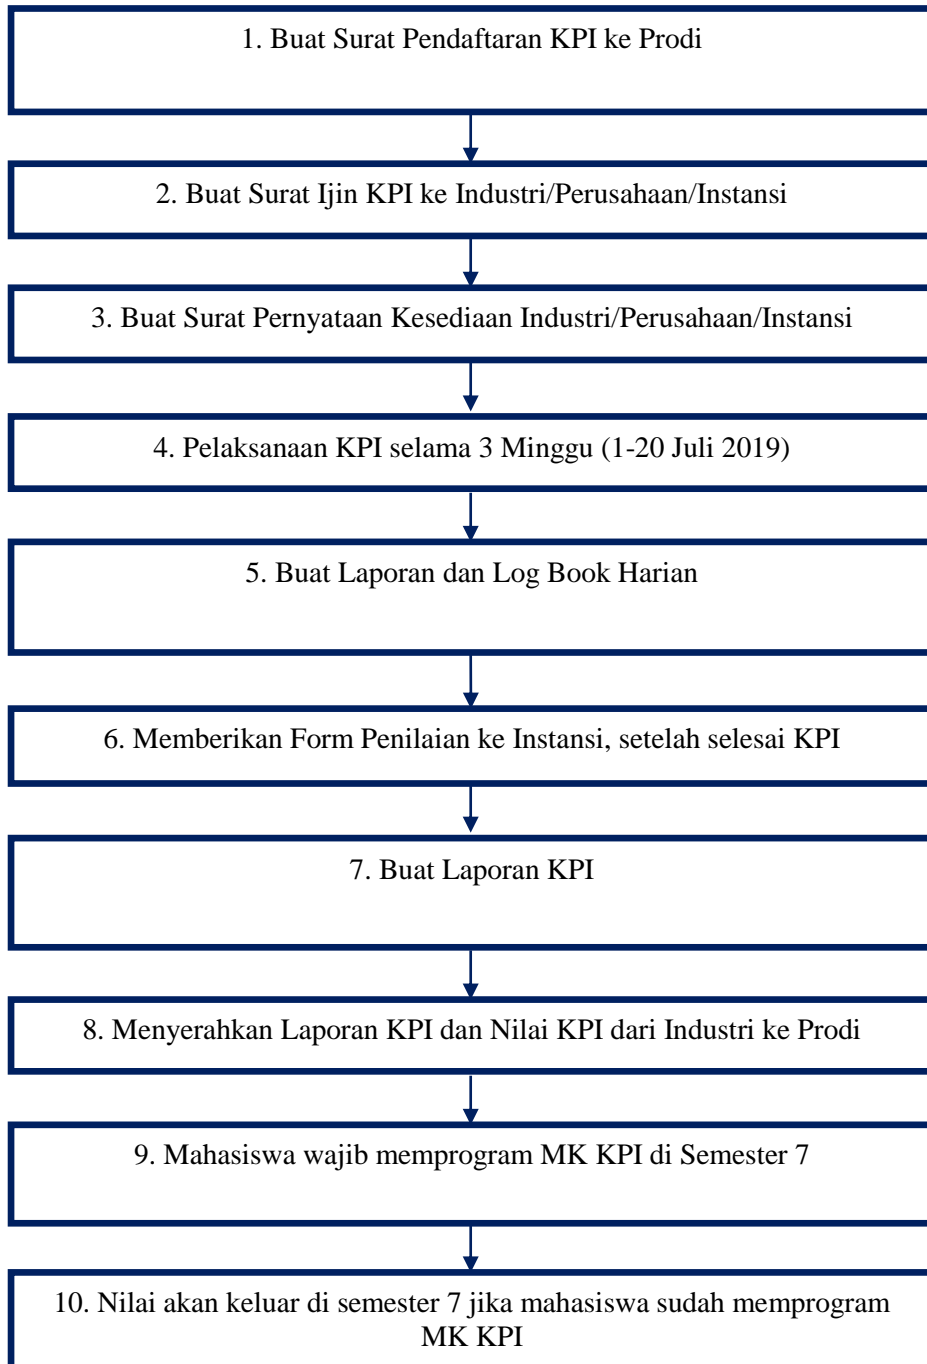 1. Buat Surat Pendaftaran KPI ke Prodi
2. Buat Surat Ijin KPI ke Industri/Perusahaan/Instansi
3. Buat Surat Pernyataan Kesediaan Industri/Perusahaan/Instansi
4. Pelaksanaan KPI selama 3 Minggu (1-20 Juli 2019)
5. Buat Laporan dan Log Book Harian
6. Memberikan Form Penilaian ke Instansi, setelah selesai KPI
7. Buat Laporan KPI
8. Menyerahkan Laporan KPI dan Nilai KPI dari Industri ke Prodi
9. Mahasiswa wajib memprogram MK KPI di Semester 7
10. Nilai akan keluar di semester 7 jika mahasiswa sudah memprogram
MK KPI